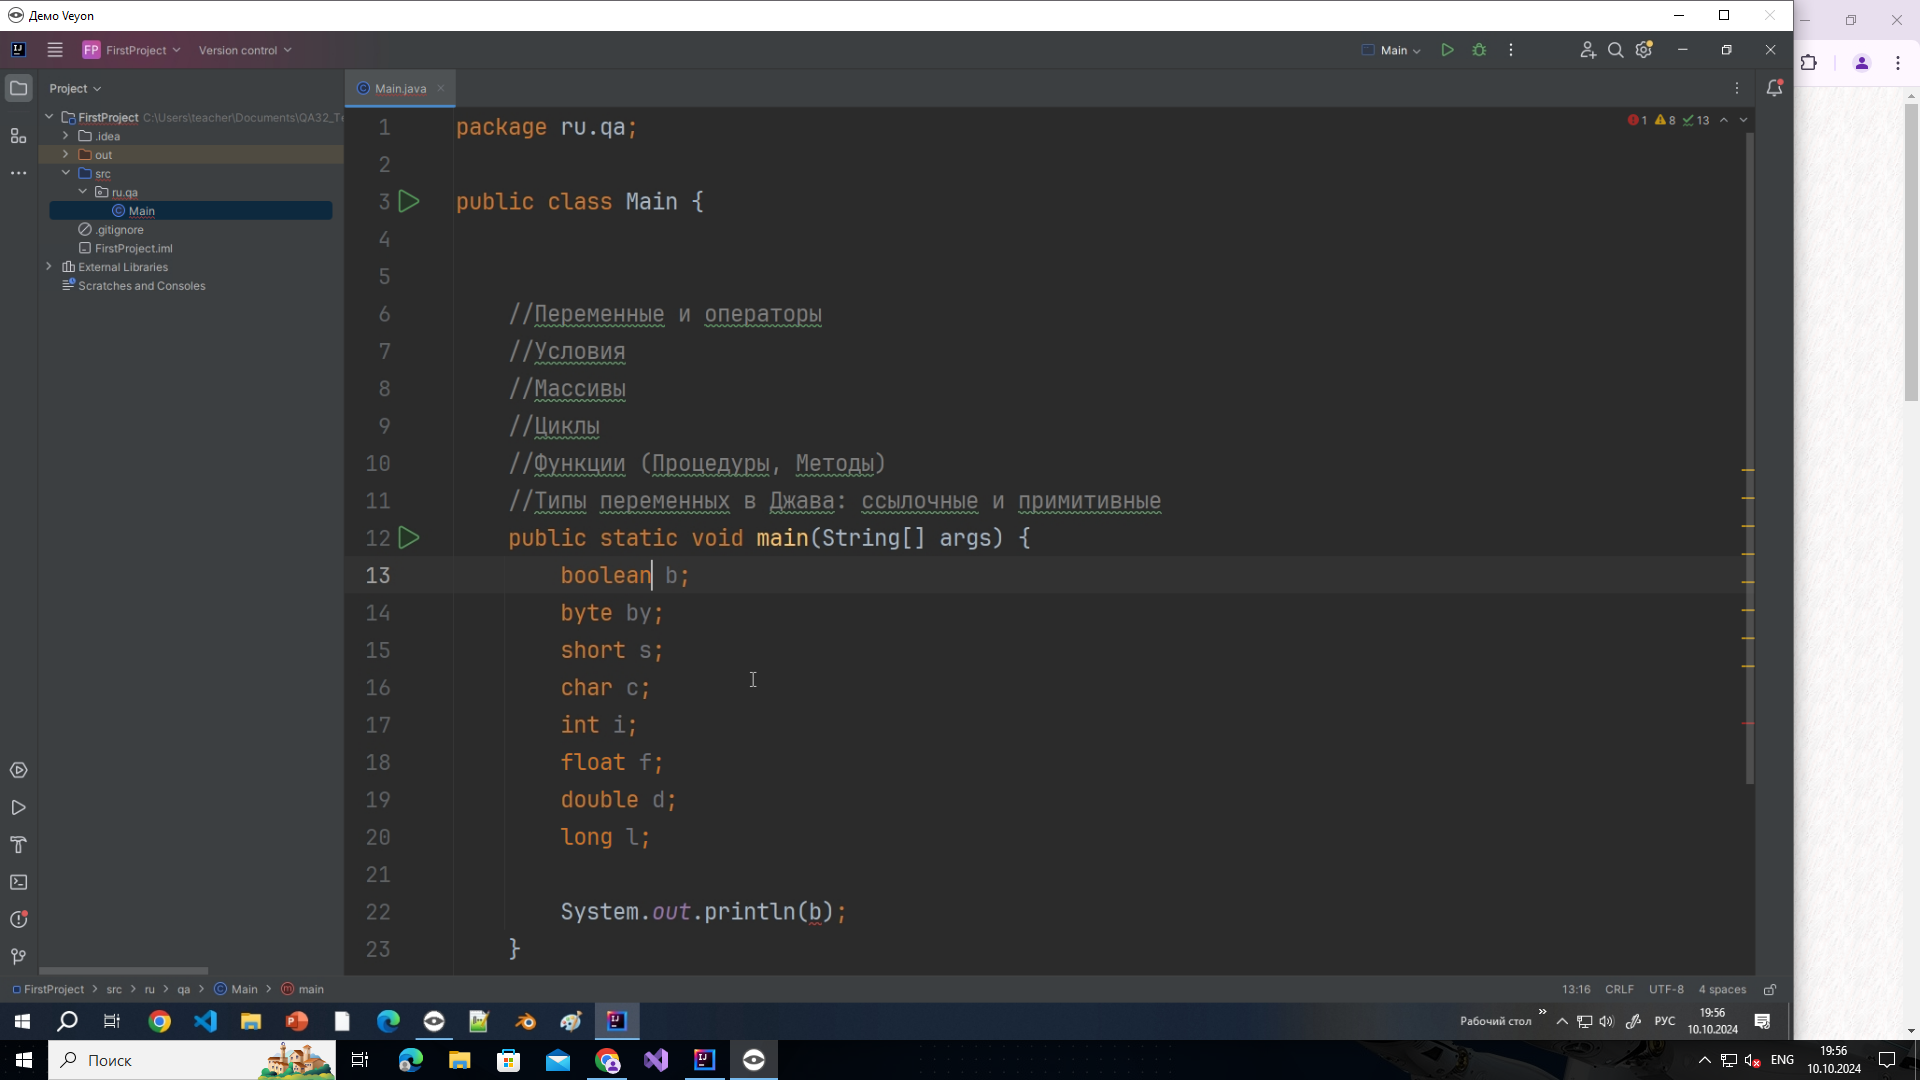 Демо Veyon
FP FirstProject Version control Main
Project
Main.java
FirstProject C:\Users\teacher\Documents\QA32_Te
.idea
out
src
ru.qa
Main
.gitignore
FirstProject.iml
External Libraries
Scratches and Consoles
1 8 13
1 package ru.qa;
2
3 public class Main {
4
5
6 //Переменные и операторы
7 //Условия
8 //Массивы
9 //Циклы
10 //Функции (Процедуры, Методы)
11 //Типы переменных в Джава: ссылочные и примитивные
12 public static void main(String[] args) {
13 boolean b;
14 byte by;
15 short s;
16 char c;
17 int i;
18 float f;
19 double d;
20 long l;
21
22 System.out.println(b);
23 }
FirstProject > src > ru > qa > Main > main 13:16 CRLF UTF-8 4 spaces
Рабочий стол » РУС 19:56
10.10.2024
Поиск ENG 19:56
10.10.2024